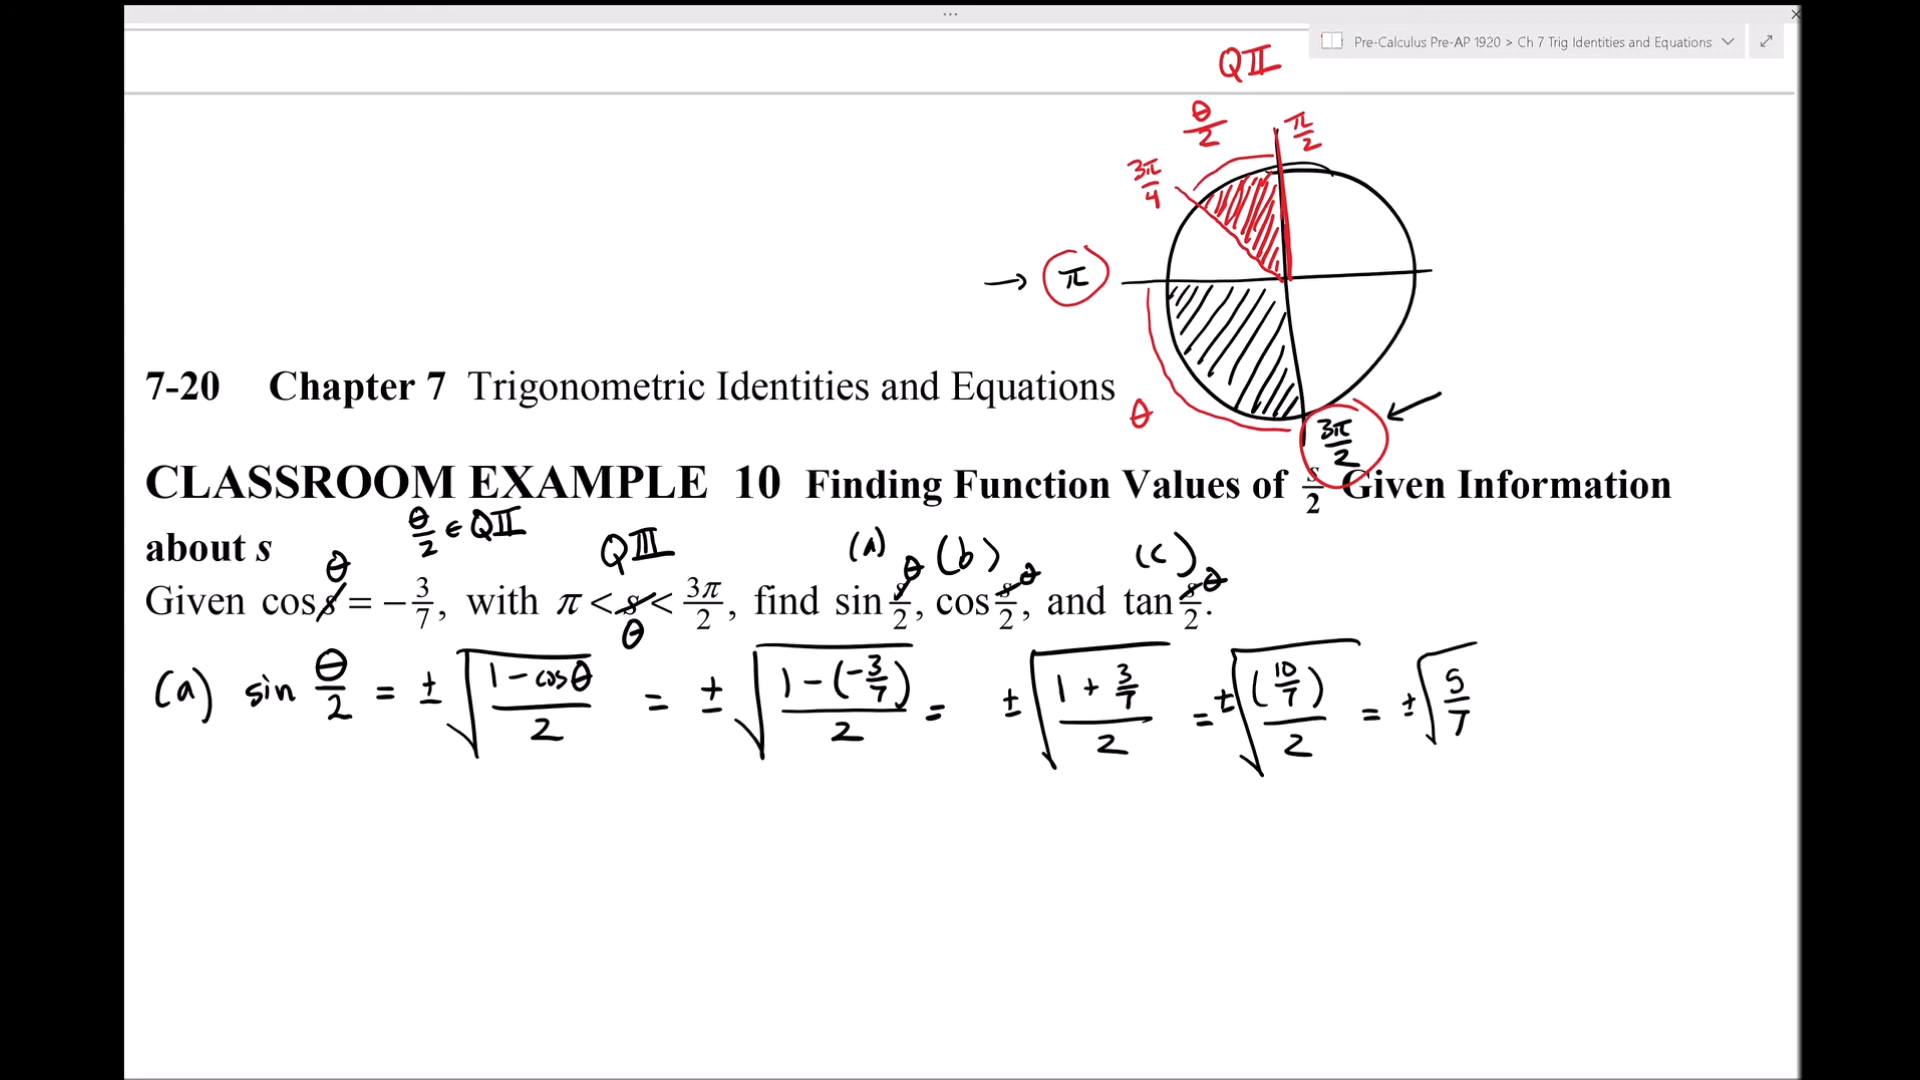 Pre-Calculus Pre-AP 1920 > Ch 7 Trig Identities and Equations
QII
θ/2
π/2
3π/4
→ π
θ
3π/2
7-20 Chapter 7 Trigonometric Identities and Equations
CLASSROOM EXAMPLE 10 Finding Function Values of s/2 Given Information
about s
θ/2 ∈ QII
QIII
(a) (b) (c)
θ θ θ θ
Given cos s = −3/7, with π < s < 3π/2, find sin s/2, cos s/2, and tan s/2.
θ
(a) sin θ/2 = ±√((1 − cosθ)/2) = ±√((1 − (−3/7))/2) = ±√((1 + 3/7)/2) = ±√((10/7)/2) = ±√(5/7)